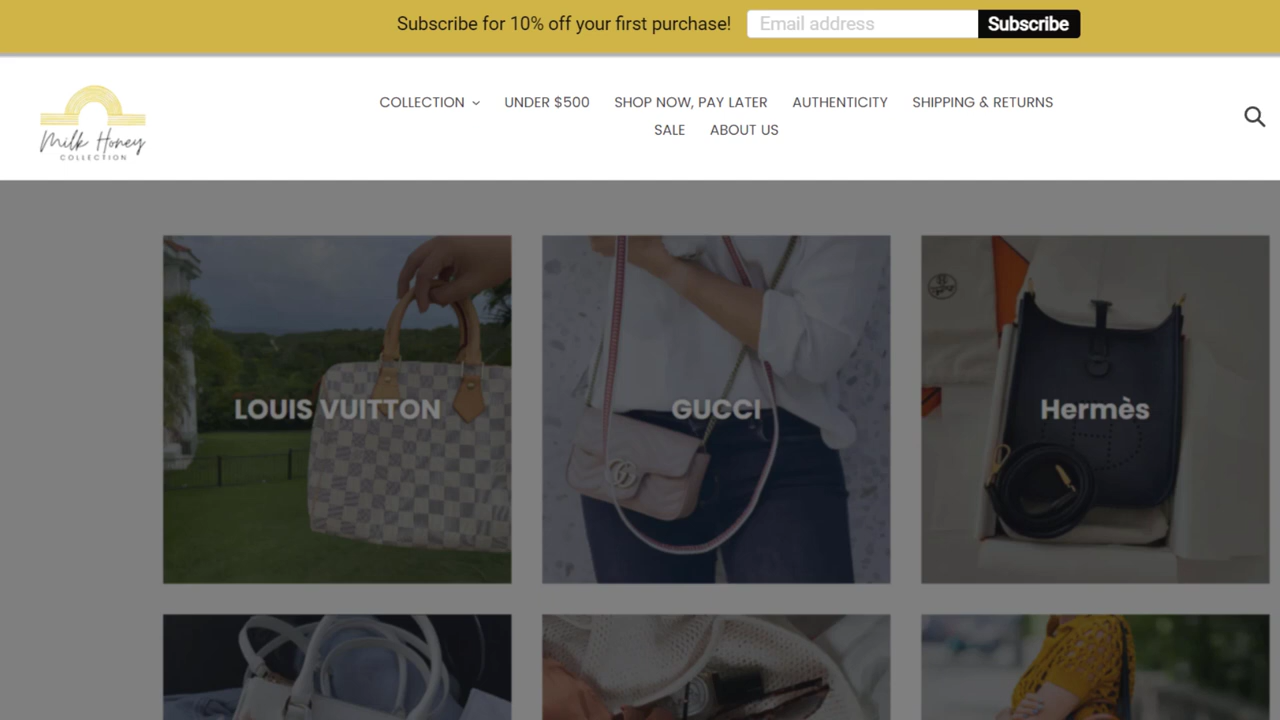 Subscribe for 10% off your first purchase!
Email address
Subscribe
Milk Honey
COLLECTION
COLLECTION
UNDER $500
SHOP NOW, PAY LATER
AUTHENTICITY
SHIPPING & RETURNS
SALE
ABOUT US
LOUIS VUITTON
GUCCI
Hermès